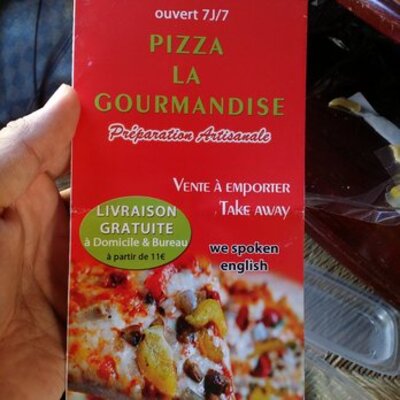 ouvert 7J/7
PIZZA
LA
GOURMANDISE
Préparation Artisanale
VENTE À EMPORTER
TAKE AWAY
LIVRAISON
GRATUITE
à Domicile & Bureau
à partir de 11€
we spoken
english